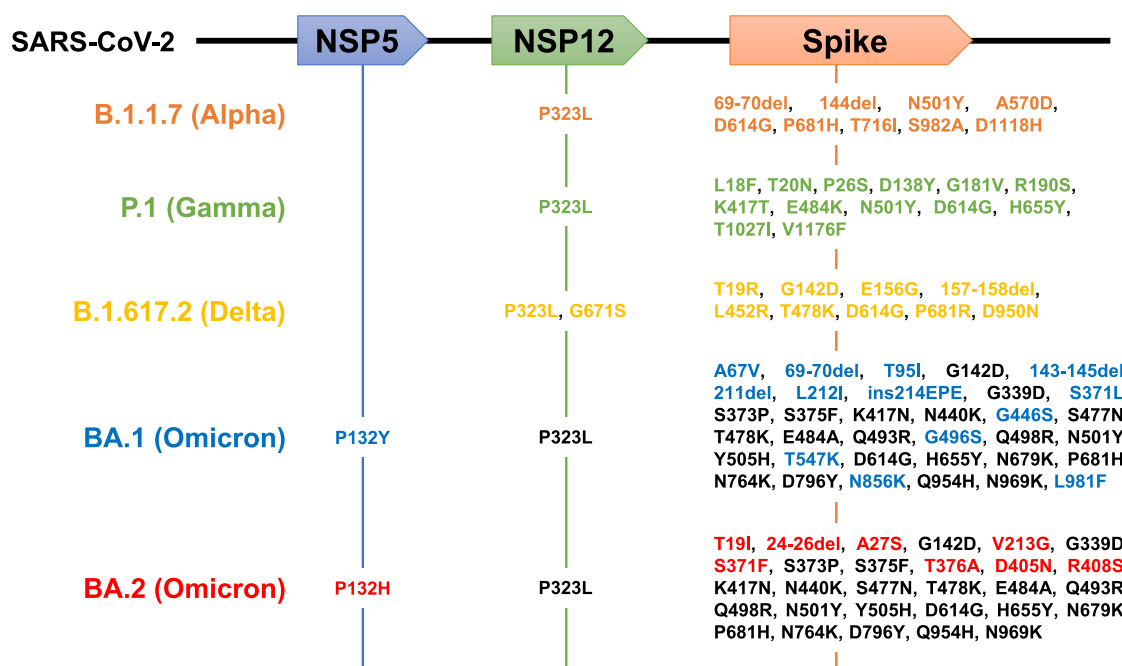 SARS-CoV-2 NSP5 NSP12 Spike
B.1.1.7 (Alpha)
P323L
69-70del, 144del, N501Y, A570D,
D614G, P681H, T716I, S982A, D1118H
P.1 (Gamma)
P323L
L18F, T20N, P26S, D138Y, G181V, R190S,
K417T, E484K, N501Y, D614G, H655Y,
T1027I, V1176F
B.1.617.2 (Delta)
P323L, G671S
T19R, G142D, E156G, 157-158del,
L452R, T478K, D614G, P681R, D950N
BA.1 (Omicron)
P132Y
P323L
A67V, 69-70del, T95I, G142D, 143-145del
211del, L212I, ins214EPE, G339D, S371L
S373P, S375F, K417N, N440K, G446S, S477N
T478K, E484A, Q493R, G496S, Q498R, N501Y
Y505H, T547K, D614G, H655Y, N679K, P681H
N764K, D796Y, N856K, Q954H, N969K, L981F
BA.2 (Omicron)
P132H
P323L
T19I, 24-26del, A27S, G142D, V213G, G339D
S371F, S373P, S375F, T376A, D405N, R408S
K417N, N440K, S477N, T478K, E484A, Q493R
Q498R, N501Y, Y505H, D614G, H655Y, N679K
P681H, N764K, D796Y, Q954H, N969K